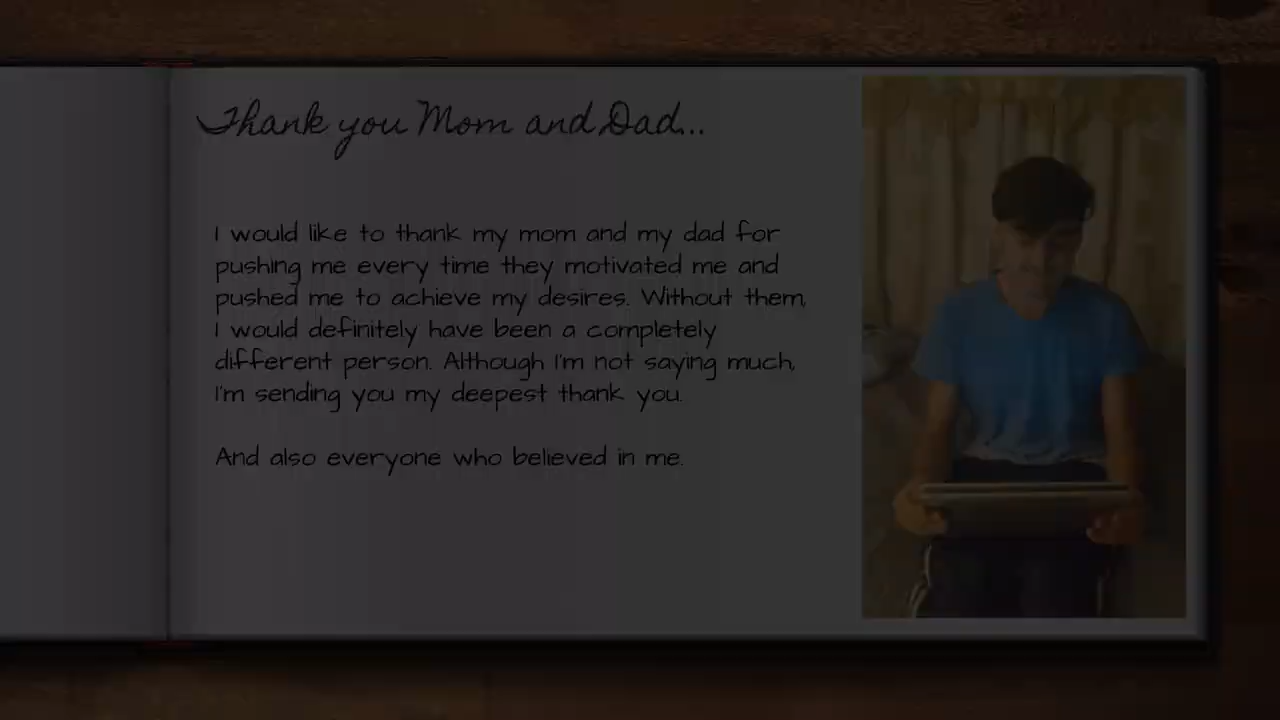 Thank you Mom and Dad...
I would like to thank my mom and my dad for
pushing me every time they motivated me and
pushed me to achieve my desires. Without them,
I would definitely have been a completely
different person. Although I'm not saying much,
I'm sending you my deepest thank you.
And also everyone who believed in me.